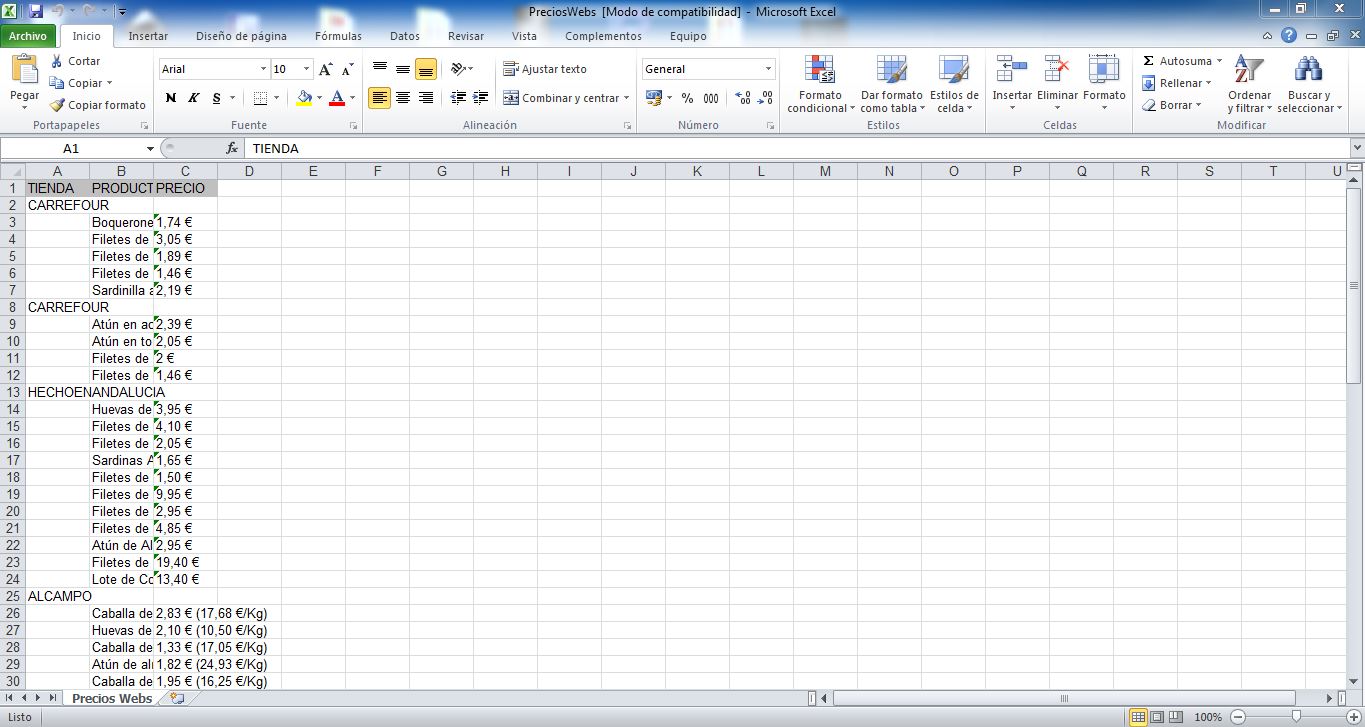 PreciosWebs [Modo de compatibilidad] - Microsoft Excel
Archivo Inicio Insertar Diseño de página Fórmulas Datos Revisar Vista Complementos Equipo
Pegar
Cortar
Copiar
Copiar formato
Portapapeles
Arial 10
N K S A
Fuente
Ajustar texto
Combinar y centrar
Alineación
General
% 000
Número
Formato condicional
Dar formato como tabla
Estilos de celda
Estilos
Insertar Eliminar Formato
Celdas
Σ Autosuma
Rellenar
Borrar
Ordenar y filtrar
Buscar y seleccionar
Modificar
A1 fx TIENDA
A B C D E F G H I J K L M N O P Q R S T U
1 TIENDA PRODUCT PRECIO
2 CARREFOUR
3 Boquerone 1,74 €
4 Filetes de 3,05 €
5 Filetes de 1,89 €
6 Filetes de 1,46 €
7 Sardinilla a 2,19 €
8 CARREFOUR
9 Atún en ac 2,39 €
10 Atún en to 2,05 €
11 Filetes de 2 €
12 Filetes de 1,46 €
13 HECHOENANDALUCIA
14 Huevas de 3,95 €
15 Filetes de 4,10 €
16 Filetes de 2,05 €
17 Sardinas A 1,65 €
18 Filetes de 1,50 €
19 Filetes de 9,95 €
20 Filetes de 2,95 €
21 Filetes de 4,85 €
22 Atún de Al 2,95 €
23 Filetes de 19,40 €
24 Lote de Co 13,40 €
25 ALCAMPO
26 Caballa de 2,83 € (17,68 €/Kg)
27 Huevas de 2,10 € (10,50 €/Kg)
28 Caballa de 1,33 € (17,05 €/Kg)
29 Atún de al 1,82 € (24,93 €/Kg)
30 Caballa de 1,95 € (16,25 €/Kg)
Precios Webs
Listo 100%